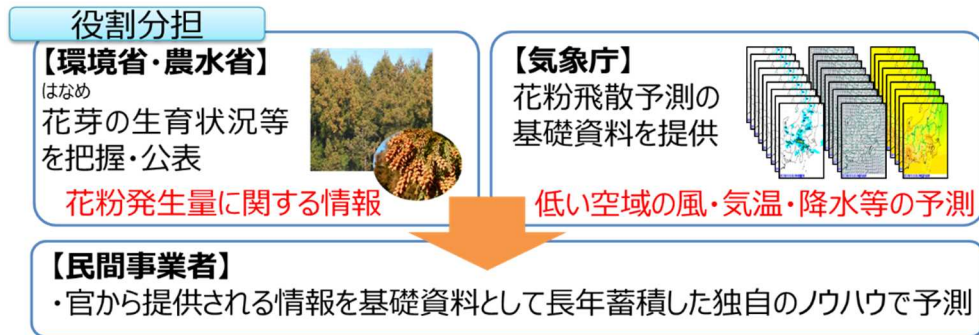 役割分担
【環境省・農水省】
はなめ
花芽の生育状況等
を把握・公表
花粉発生量に関する情報
【気象庁】
花粉飛散予測の
基礎資料を提供
低い空域の風・気温・降水等の予測
【民間事業者】
・官から提供される情報を基礎資料として長年蓄積した独自のノウハウで予測